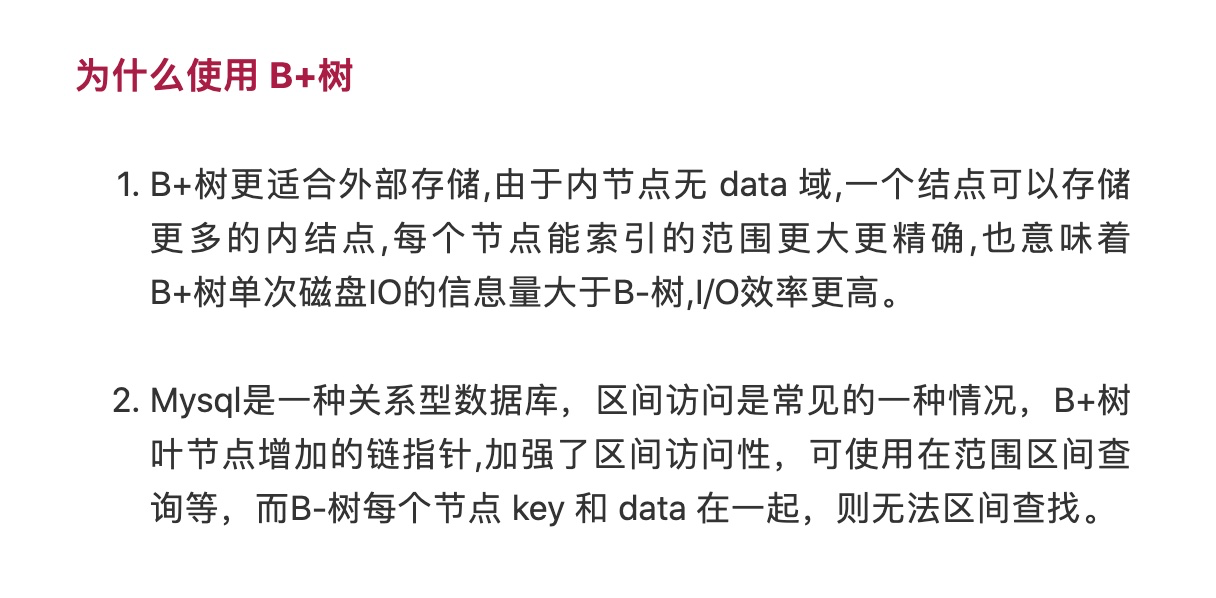 为什么使用 B+树
1. B+树更适合外部存储,由于内节点无 data 域,一个结点可以存储
更多的内结点,每个节点能索引的范围更大更精确,也意味着
B+树单次磁盘IO的信息量大于B-树,I/O效率更高。
2. Mysql是一种关系型数据库，区间访问是常见的一种情况，B+树
叶节点增加的链指针,加强了区间访问性，可使用在范围区间查
询等，而B-树每个节点 key 和 data 在一起，则无法区间查找。